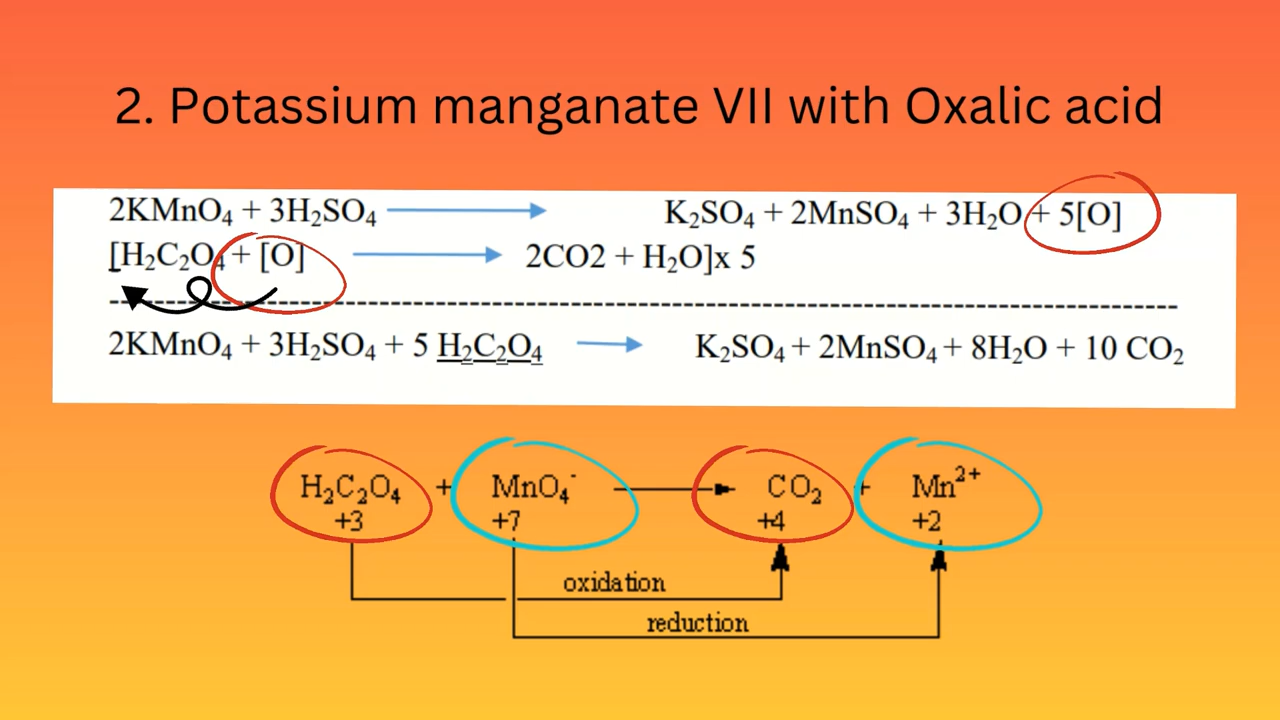 2. Potassium manganate VII with Oxalic acid
2KMnO₄ + 3H₂SO₄ ⟶ K₂SO₄ + 2MnSO₄ + 3H₂O + 5[O]
[H₂C₂O₄ + [O] ⟶ 2CO2 + H₂O]x 5
2KMnO₄ + 3H₂SO₄ + 5 H₂C₂O₄ ⟶ K₂SO₄ + 2MnSO₄ + 8H₂O + 10 CO₂
H₂C₂O₄ + MnO₄⁻ ⟶ CO₂ + Mn²⁺
+3 +7 +4 +2
oxidation
reduction